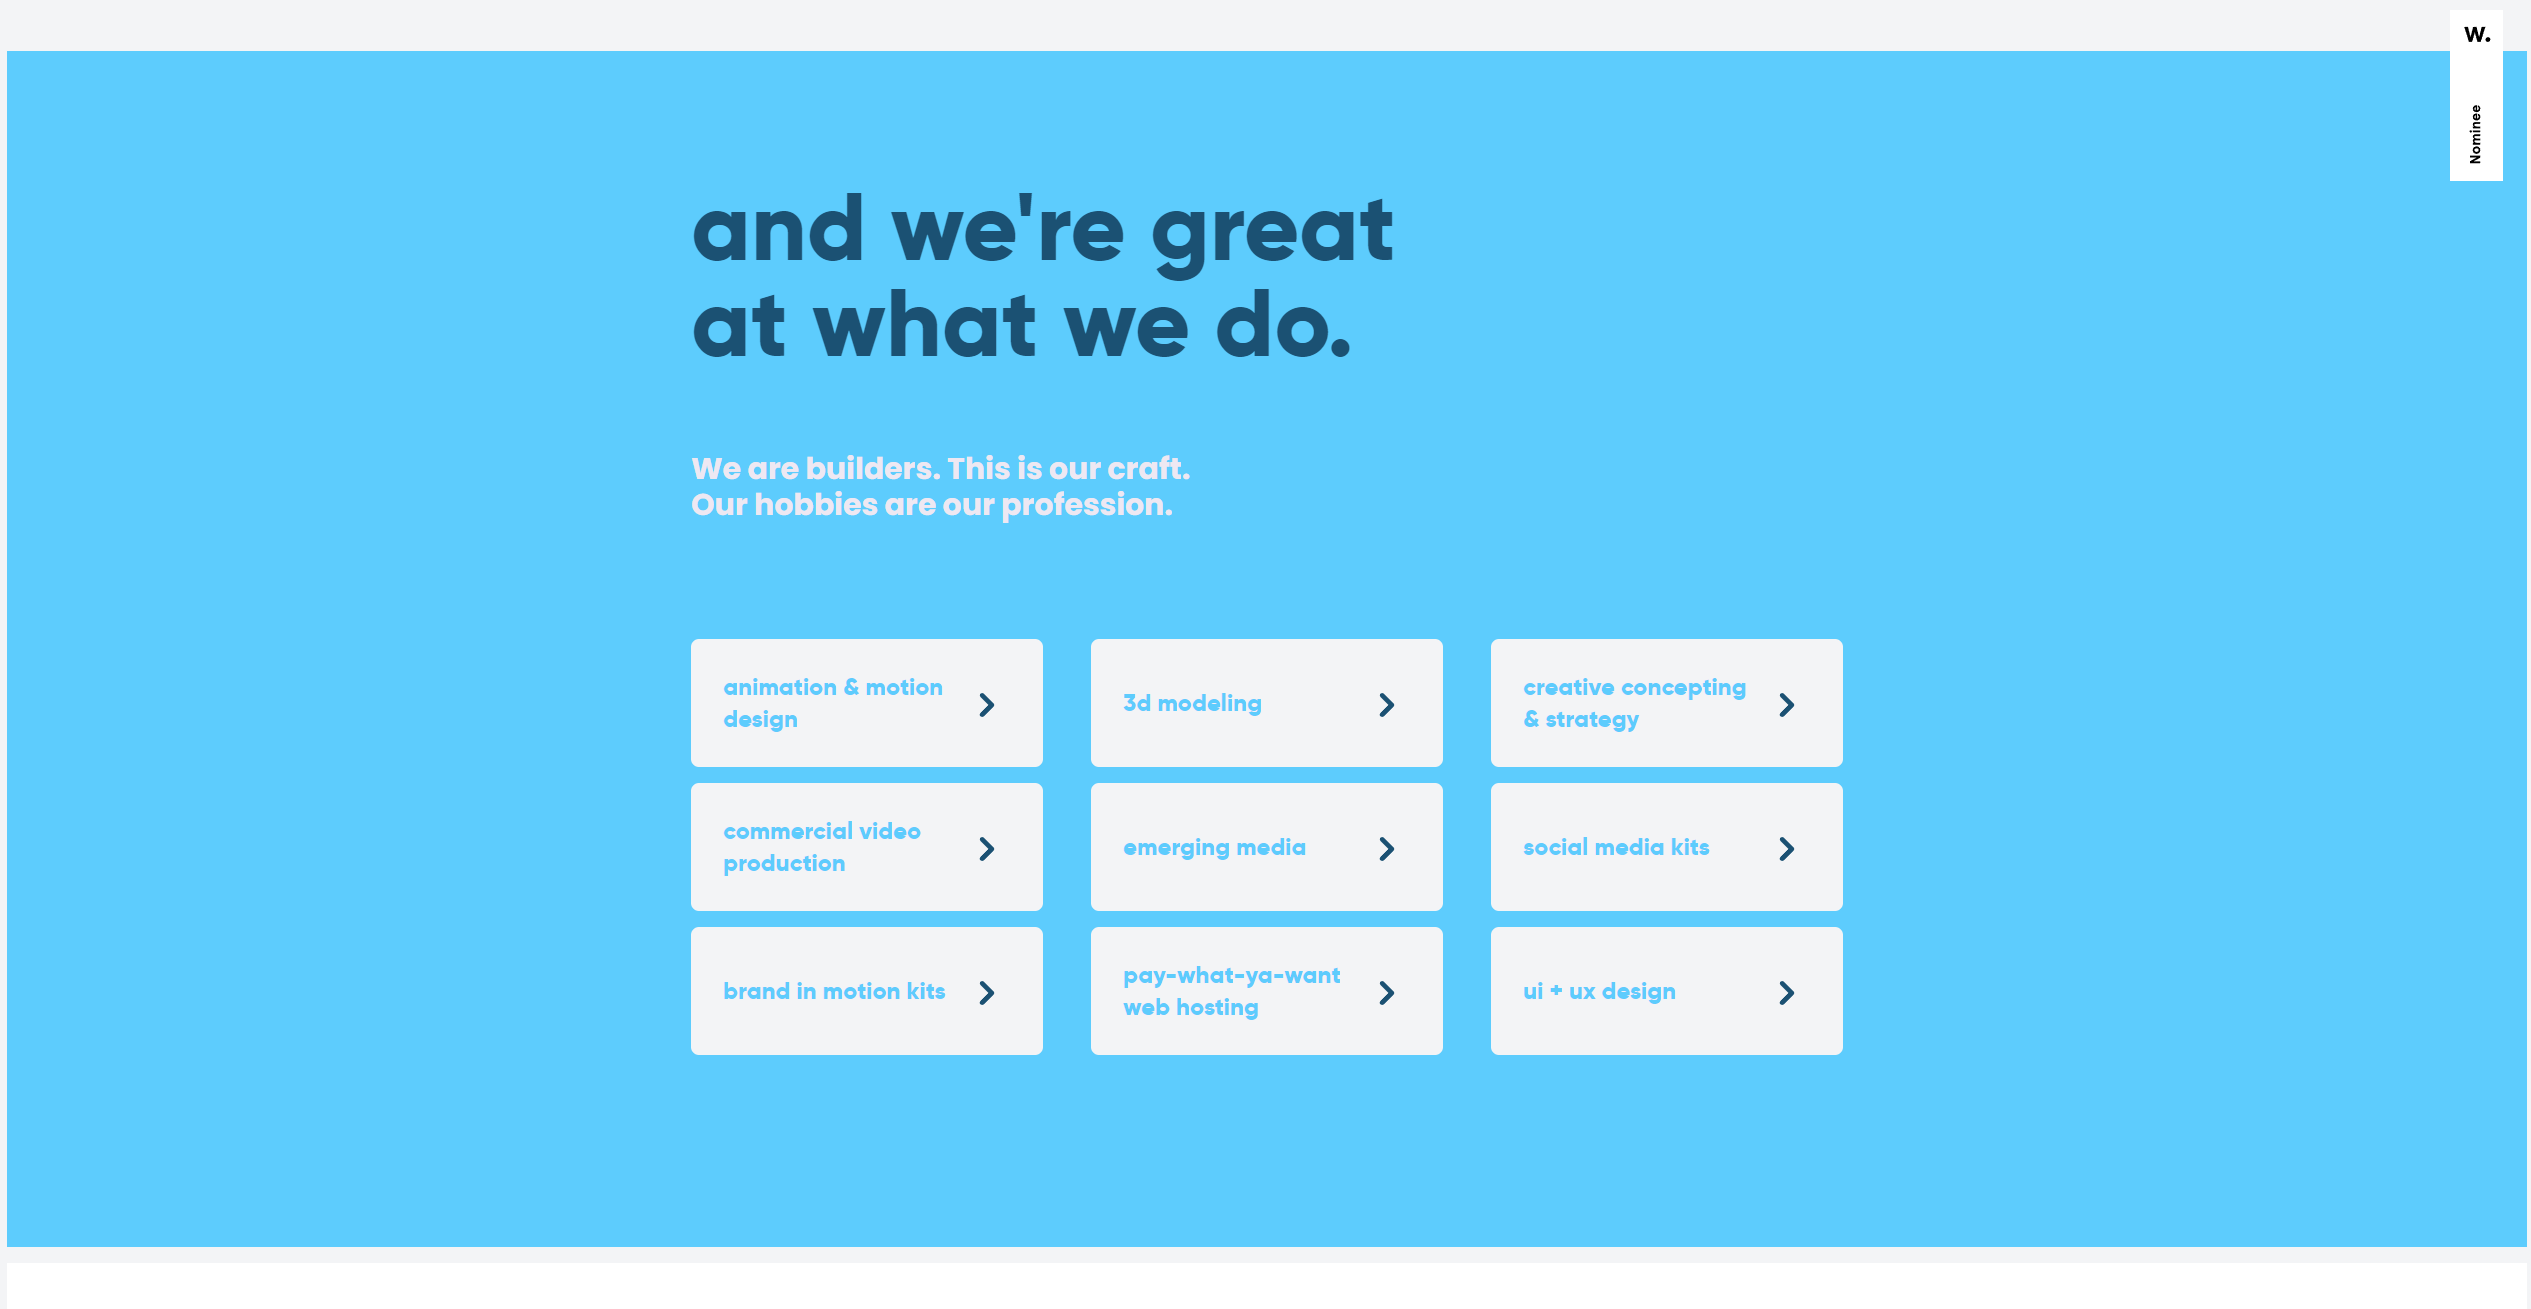 W.
Nominee
and we're great
at what we do.
We are builders. This is our craft.
Our hobbies are our profession.
animation & motion
design
3d modeling
creative concepting
& strategy
commercial video
production
emerging media
social media kits
brand in motion kits
pay-what-ya-want
web hosting
ui + ux design